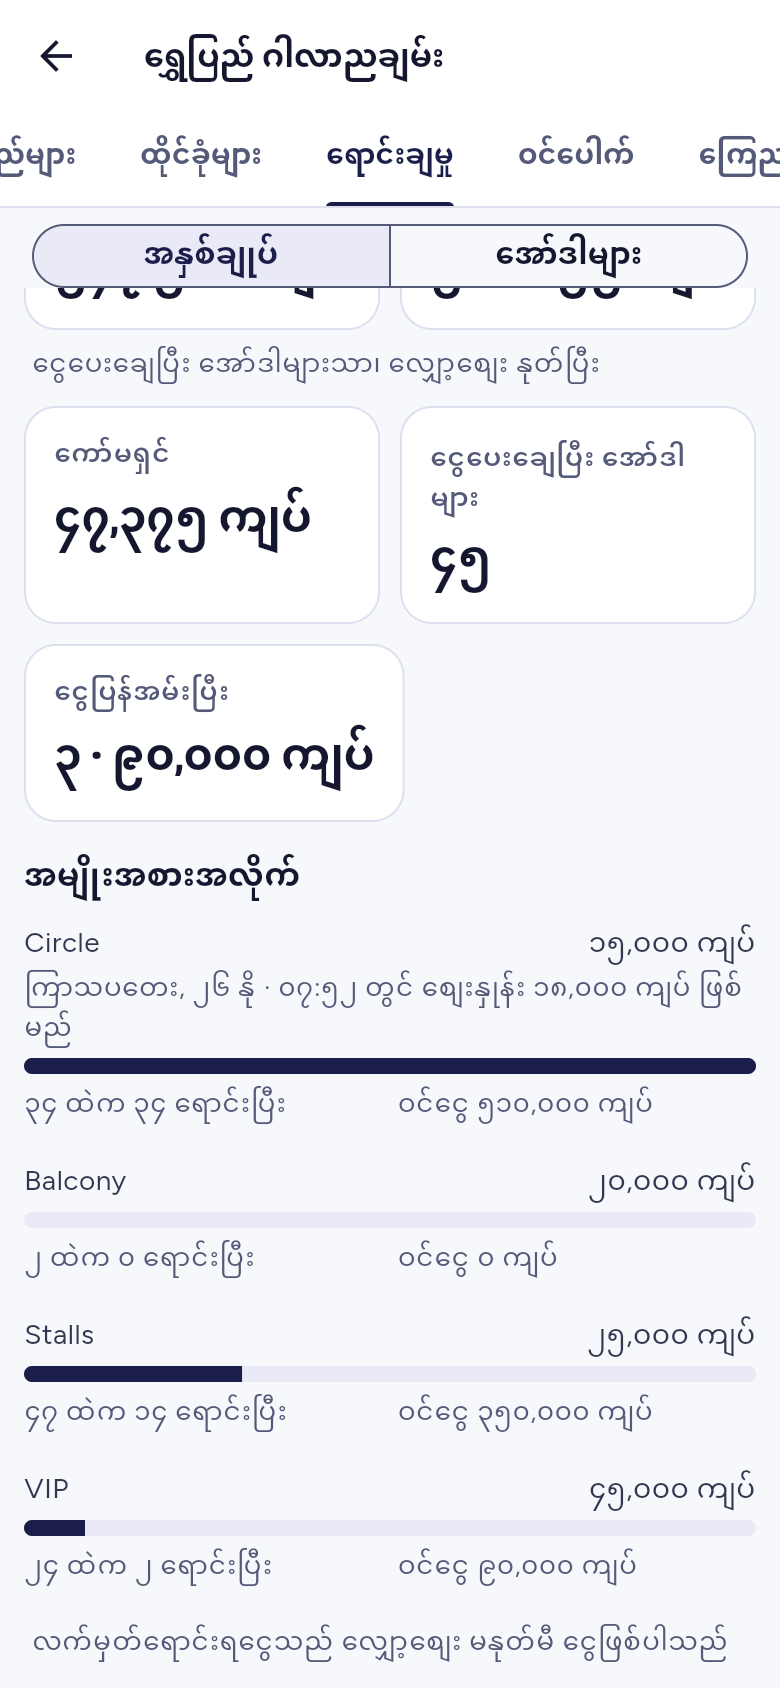 ရွှေပြည် ဂါလာညချမ်း
ည်များ ထိုင်ခုံများ ရောင်းချမှု ဝင်ပေါက် ကြေည
အနှစ်ချုပ် အော်ဒါများ
ငွေပေးချေပြီး အော်ဒါများသာ၊ လျှော့ဈေး နုတ်ပြီး
ကော်မရှင်
၄၇,၃၇၅ ကျပ်
ငွေပေးချေပြီး အော်ဒါ
များ
၄၅
ငွေပြန်အမ်းပြီး
၃ · ၉၀,၀၀၀ ကျပ်
အမျိုးအစားအလိုက်
Circle ၁၅,၀၀၀ ကျပ်
ကြာသပတေး, ၂၆ နို · ၀၇:၅၂ တွင် ဈေးနှုန်း ၁၈,၀၀၀ ကျပ် ဖြစ်
မည်
၃၄ ထဲက ၃၄ ရောင်းပြီး ဝင်ငွေ ၅၁၀,၀၀၀ ကျပ်
Balcony ၂၀,၀၀၀ ကျပ်
၂ ထဲက ၀ ရောင်းပြီး ဝင်ငွေ ၀ ကျပ်
Stalls ၂၅,၀၀၀ ကျပ်
၄၇ ထဲက ၁၄ ရောင်းပြီး ဝင်ငွေ ၃၅၀,၀၀၀ ကျပ်
VIP ၄၅,၀၀၀ ကျပ်
၂၄ ထဲက ၂ ရောင်းပြီး ဝင်ငွေ ၉၀,၀၀၀ ကျပ်
လက်မှတ်ရောင်းရငွေသည် လျှော့ဈေး မနုတ်မီ ငွေဖြစ်ပါသည်